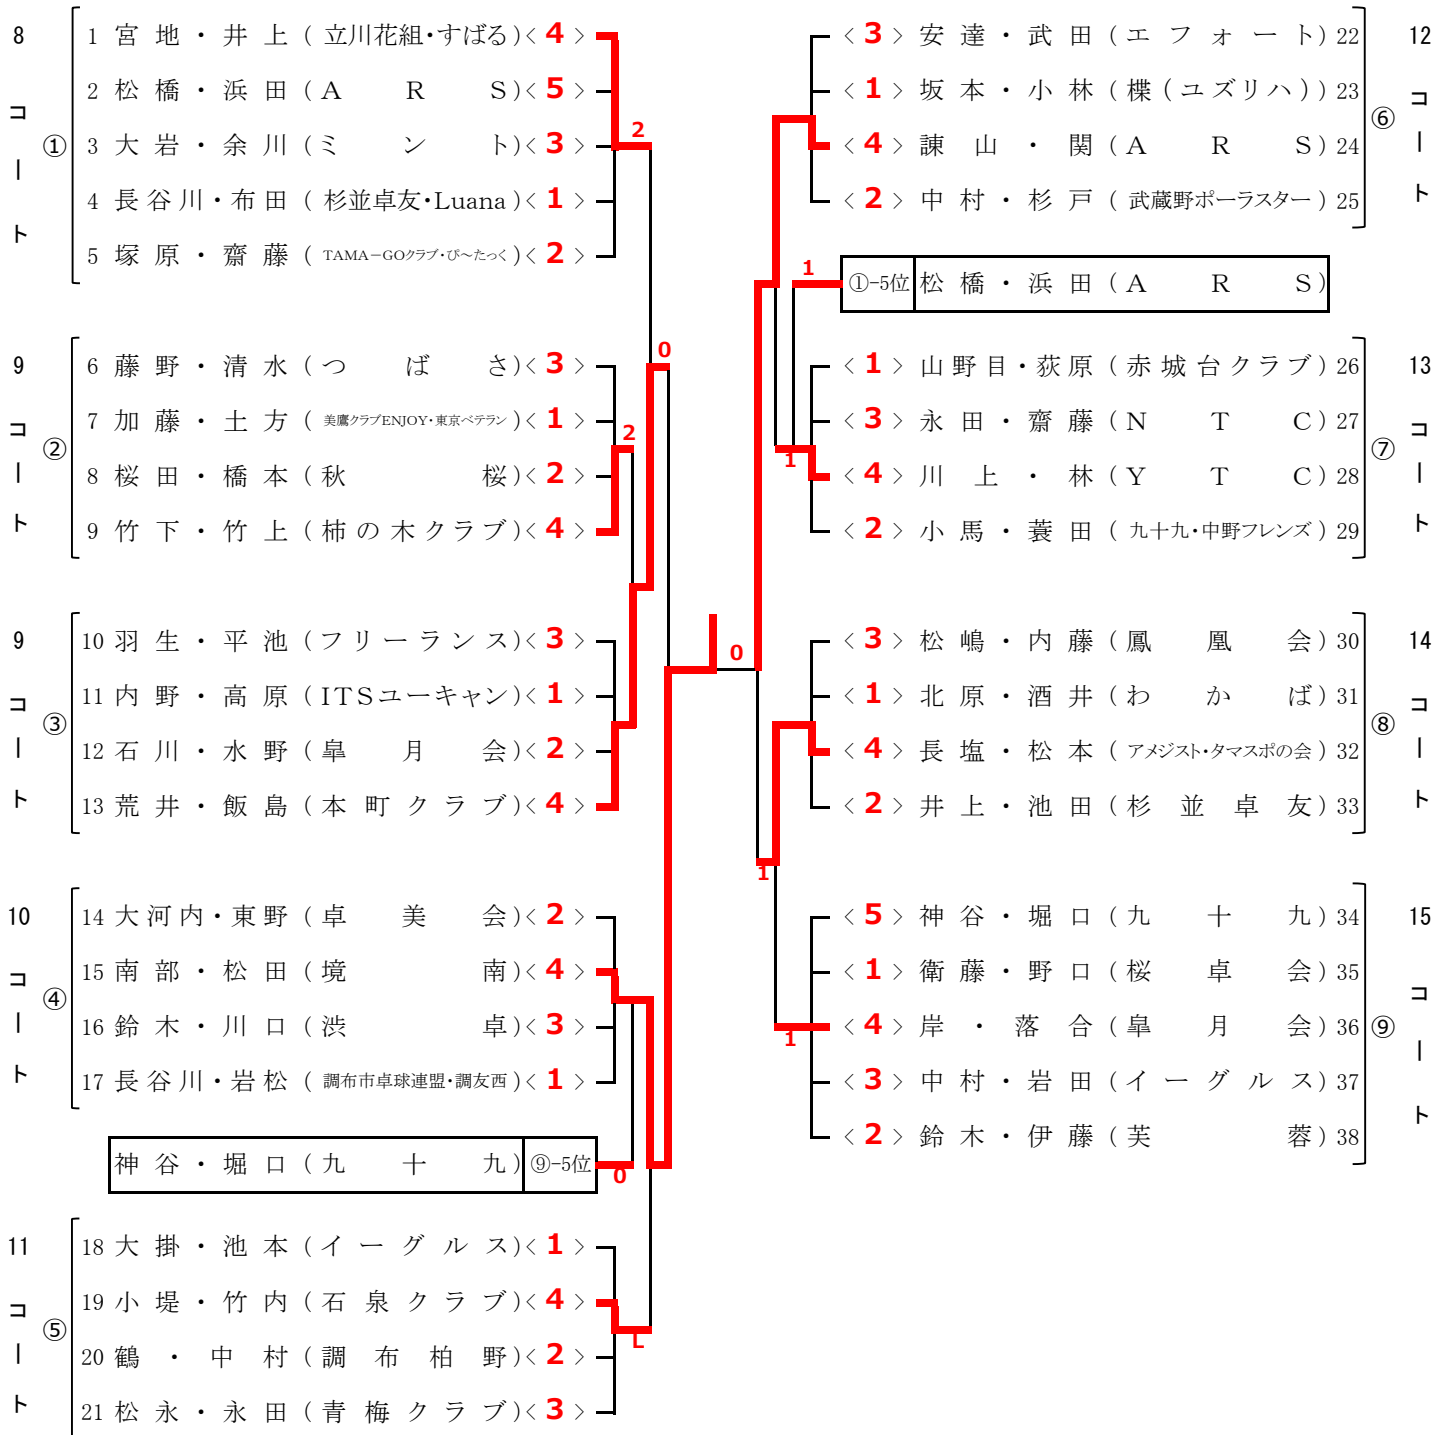 8コート
①
1 宮地・井上(立川花組・すばる)< 4 >
2 松橋・浜田(ARS)< 5 >
3 大岩・余川(ミント)< 3 >
4 長谷川・布田(杉並卓友・Luana)< 1 >
5 塚原・齋藤(TAMA－GOクラブ・ぴ～たっく)< 2 >
2
9コート
②
6 藤野・清水(つばさ)< 3 >
7 加藤・土方(美鷹クラブENJOY・東京ベテラン)< 1 >
8 桜田・橋本(秋桜)< 2 >
9 竹下・竹上(柿の木クラブ)< 4 >
0
2
9コート
③
10 羽生・平池(フリーランス)< 3 >
11 内野・高原(ITSユーキャン)< 1 >
12 石川・水野(皐月会)< 2 >
13 荒井・飯島(本町クラブ)< 4 >
10コート
④
14 大河内・東野(卓美会)< 2 >
15 南部・松田(境南)< 4 >
16 鈴木・川口(渋卓)< 3 >
17 長谷川・岩松(調布市卓球連盟・調友西)< 1 >
神谷・堀口(九十九) ⑨-5位
0
11コート
⑤
18 大掛・池本(イーグルス)< 1 >
19 小堤・竹内(石泉クラブ)< 4 >
20 鶴・中村(調布柏野)< 2 >
21 松永・永田(青梅クラブ)< 3 >
L
0
< 3 > 安達・武田(エフォート) 22
< 1 > 坂本・小林(楪(ユズリハ)) 23
< 4 > 諌山・関(ARS) 24
< 2 > 中村・杉戸(武蔵野ポーラスター) 25
⑥
12コート
1
①-5位 松橋・浜田(ARS)
< 1 > 山野目・荻原(赤城台クラブ) 26
< 3 > 永田・齋藤(NTC) 27
< 4 > 川上・林(YTC) 28
< 2 > 小馬・蓑田(九十九・中野フレンズ) 29
⑦
13コート
1
< 3 > 松嶋・内藤(鳳凰会) 30
< 1 > 北原・酒井(わかば) 31
< 4 > 長塩・松本(アメジスト・タマスポの会) 32
< 2 > 井上・池田(杉並卓友) 33
⑧
14コート
1
< 5 > 神谷・堀口(九十九) 34
< 1 > 衛藤・野口(桜卓会) 35
< 4 > 岸・落合(皐月会) 36
< 3 > 中村・岩田(イーグルス) 37
< 2 > 鈴木・伊藤(芙蓉) 38
⑨
15コート
1